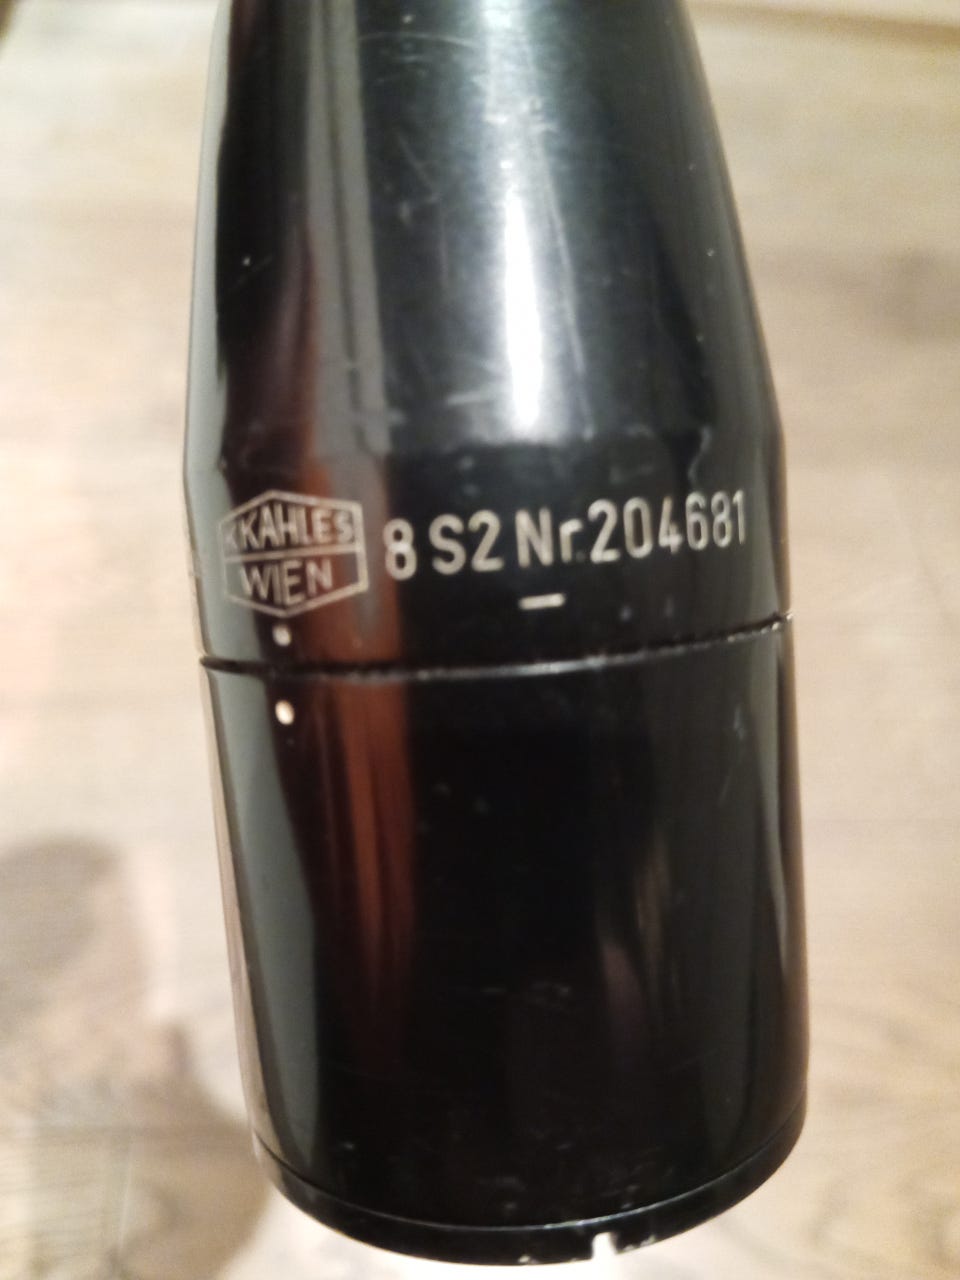 K.KAHLES
WIEN
8 S2 Nr.204681